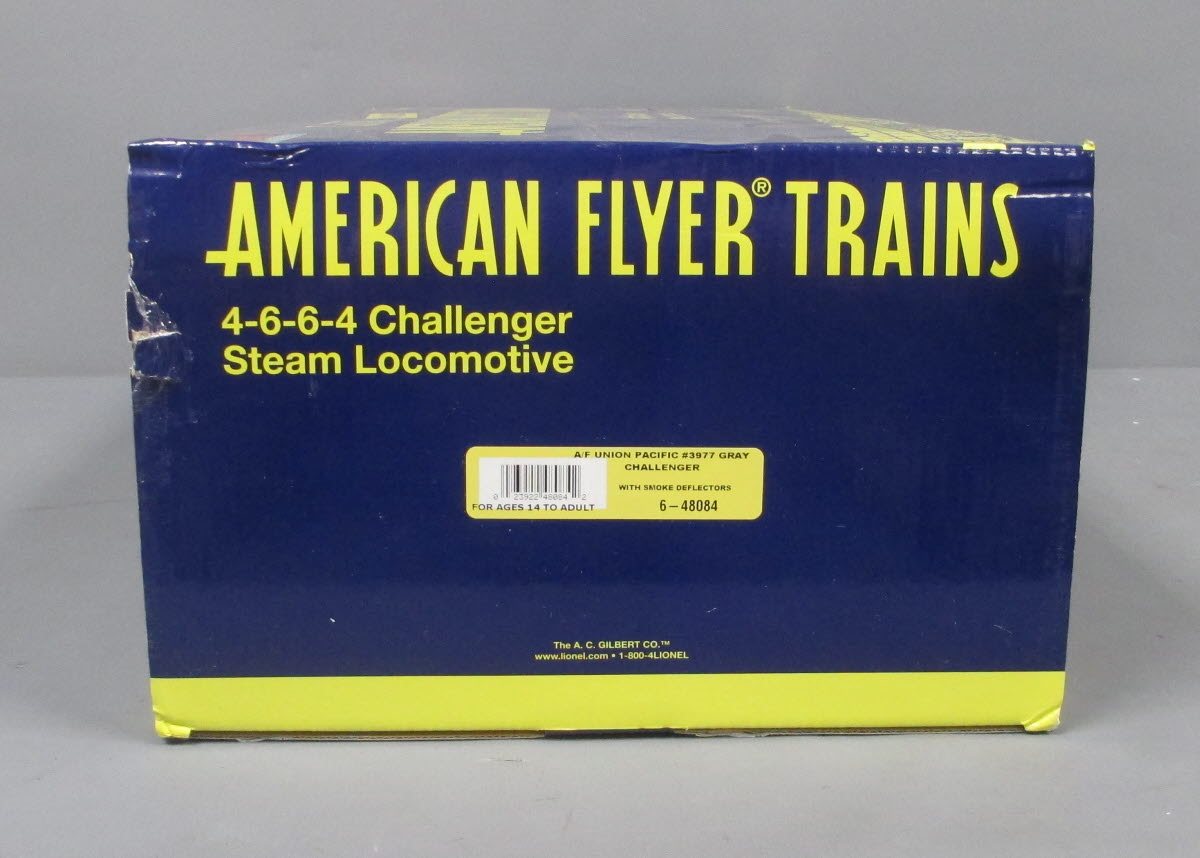 AMERICAN FLYER® TRAINS
4-6-6-4 Challenger
Steam Locomotive
A/F UNION PACIFIC #3977 GRAY
CHALLENGER
WITH SMOKE DEFLECTORS
0 23922 48084 2
FOR AGES 14 TO ADULT
6-48084
The A. C. GILBERT CO.™
www.lionel.com • 1-800-4LIONEL